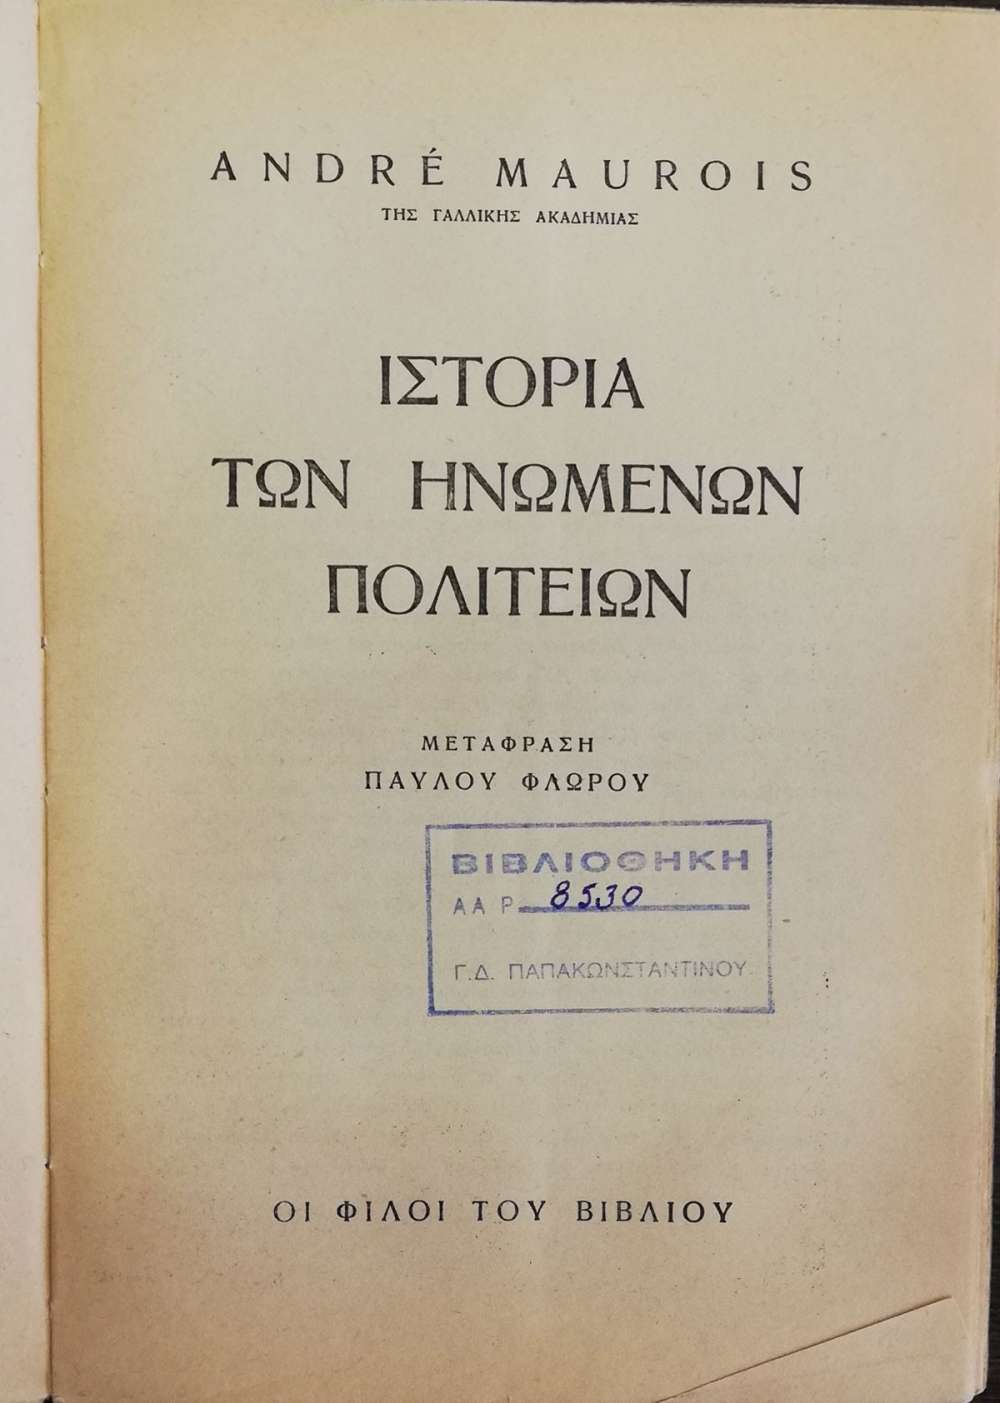 ANDRÉ MAUROIS
ΤΗΣ ΓΑΛΛΙΚΗΣ ΑΚΑΔΗΜΙΑΣ
ΙΣΤΟΡΙΑ
ΤΩΝ ΗΝΩΜΕΝΩΝ
ΠΟΛΙΤΕΙΩΝ
ΜΕΤΑΦΡΑΣΗ
ΠΑΥΛΟΥ ΦΛΩΡΟΥ
ΒΙΒΛΙΟΘΗΚΗ
ΑΑ Ρ 8530
Γ.Δ. ΠΑΠΑΚΩΝΣΤΑΝΤΙΝΟΥ
ΟΙ ΦΙΛΟΙ ΤΟΥ ΒΙΒΛΙΟΥ